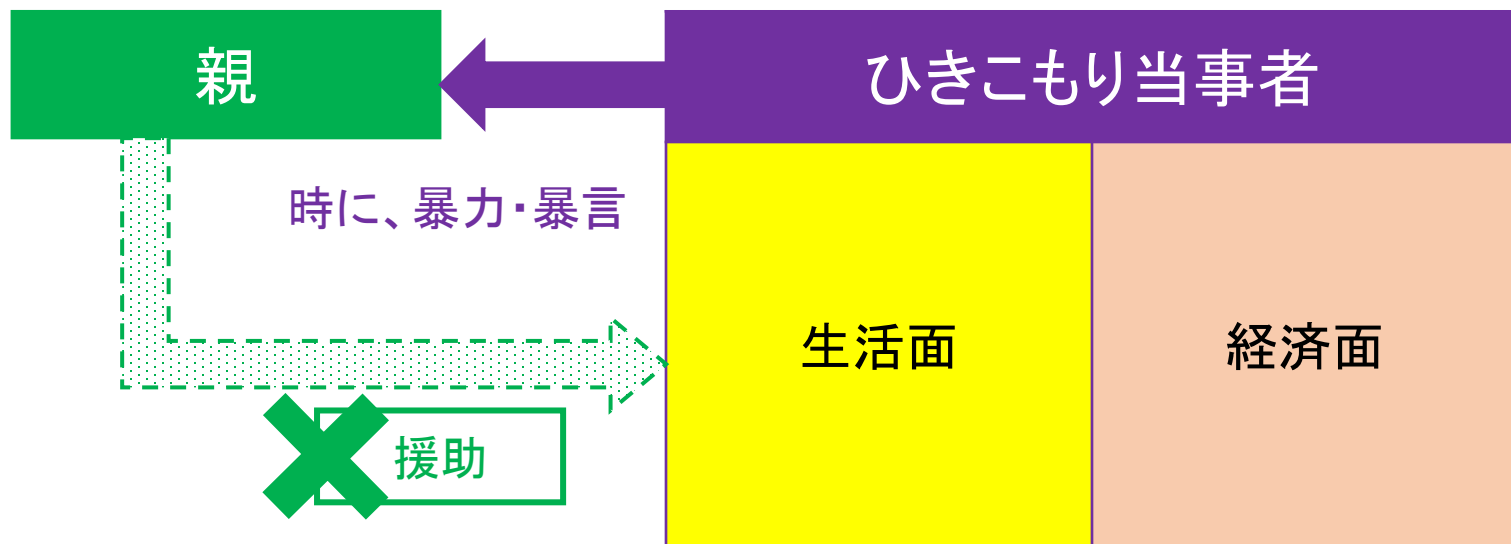 親
ひきこもり当事者
時に、暴力・暴言
生活面
経済面
援助